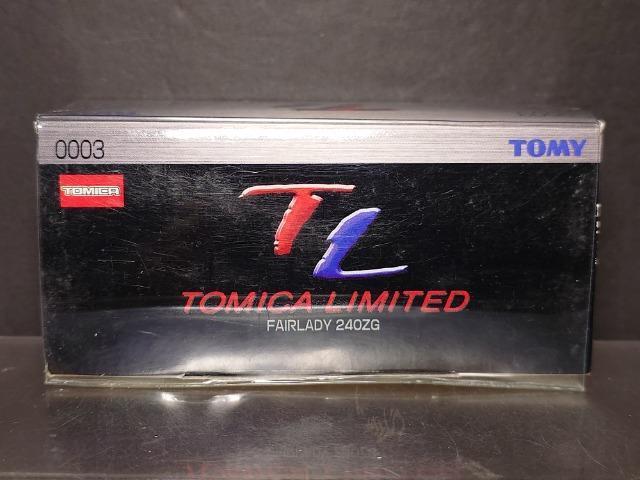 0003
TOMY
TOMICA
TL
TOMICA LIMITED
FAIRLADY 240ZG